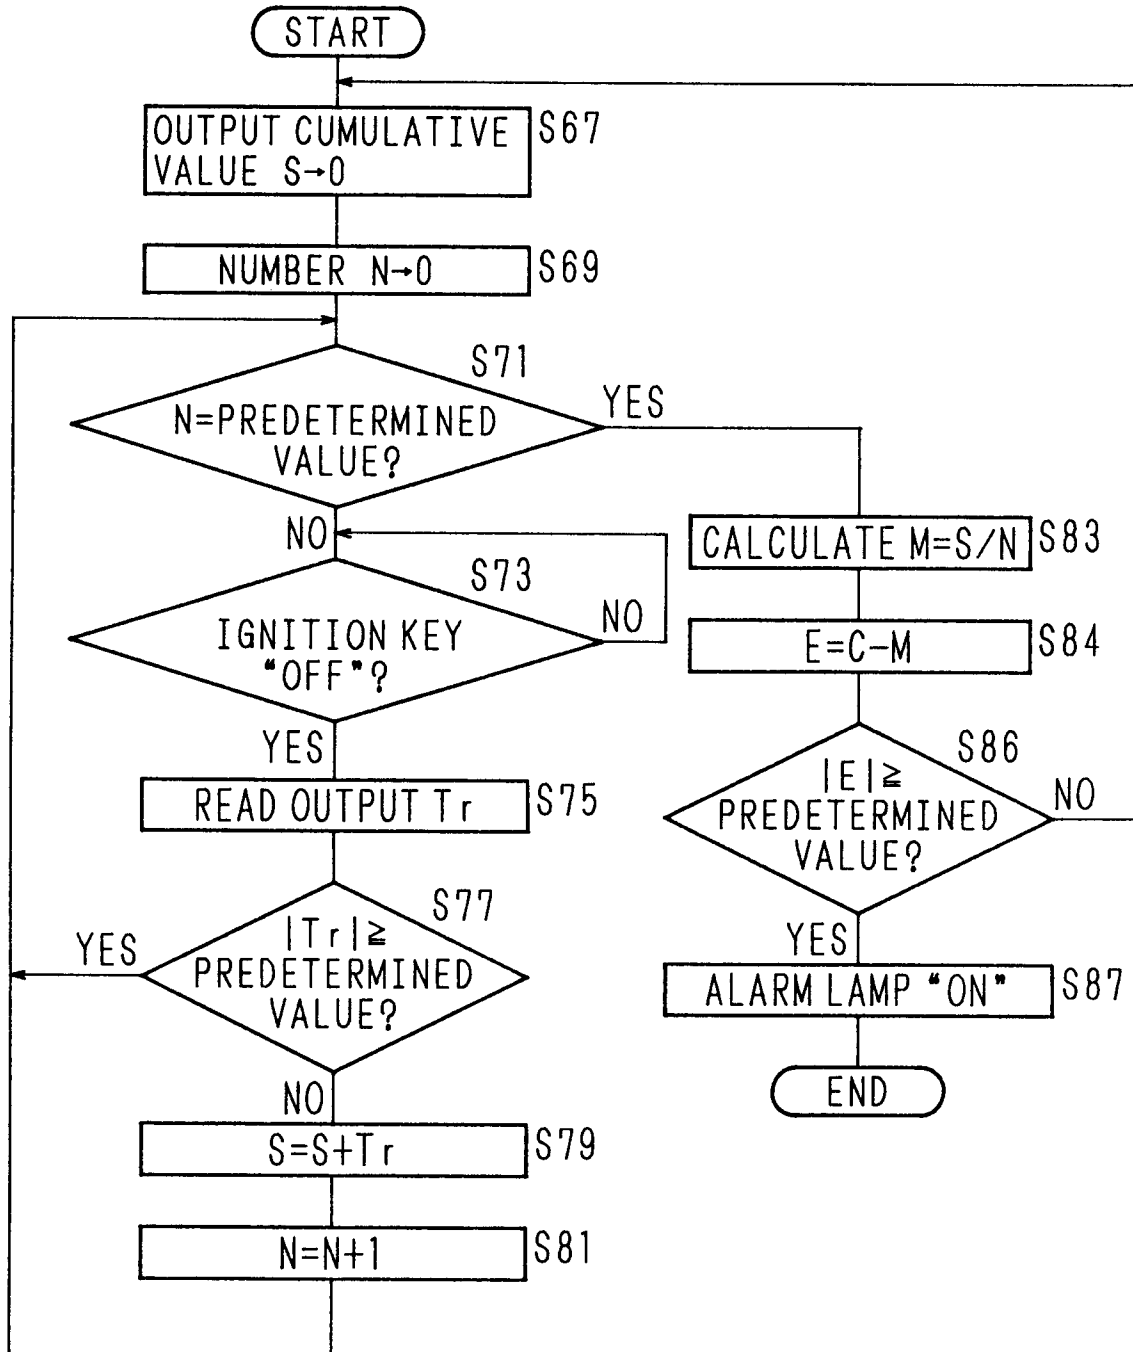 START
OUTPUT CUMULATIVE
VALUE S→0
S67
NUMBER N→0
S69
S71
N=PREDETERMINED
VALUE?
YES
NO
S73
IGNITION KEY
“OFF”?
NO
YES
READ OUTPUT Tr
S75
S77
|Tr|≧
PREDETERMINED
VALUE?
YES
NO
S=S+Tr
S79
N=N+1
S81
CALCULATE M=S/N
S83
E=C−M
S84
S86
|E|≧
PREDETERMINED
VALUE?
NO
YES
ALARM LAMP “ON”
S87
END